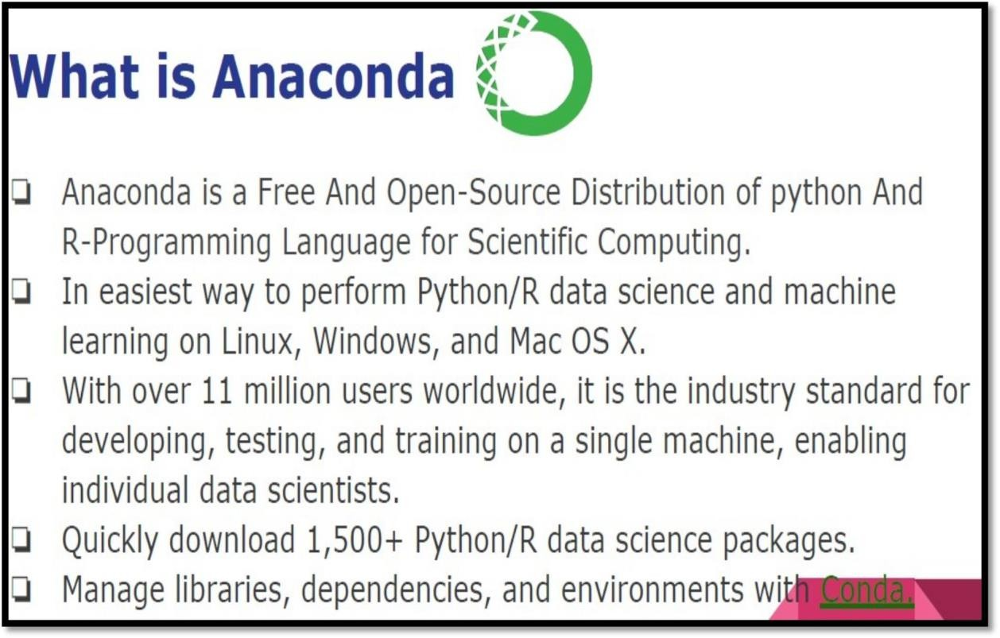 What is Anaconda
❑ Anaconda is a Free And Open-Source Distribution of python And
R-Programming Language for Scientific Computing.
❑ In easiest way to perform Python/R data science and machine
learning on Linux, Windows, and Mac OS X.
❑ With over 11 million users worldwide, it is the industry standard for
developing, testing, and training on a single machine, enabling
individual data scientists.
❑ Quickly download 1,500+ Python/R data science packages.
❑ Manage libraries, dependencies, and environments with Conda.